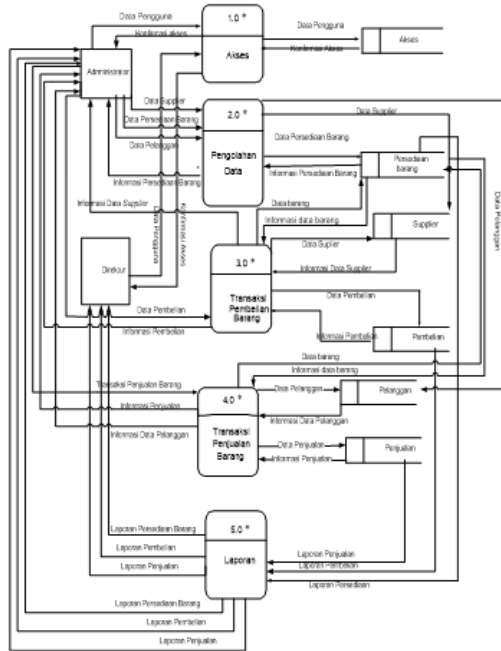 Data Pengguna
1.0 *
Data Pengguna
Konfirmasi akses
Akses
Konfirmasi Akses
Akses
Administrator
Data Supplier
2.0 *
Data Supplier
Data Persediaan Barang
Data Persediaan Barang
Data Pelanggan
Pengolahan
Data
Persediaan
barang
Informasi Persediaan Barang
Informasi Persediaan Barang
Data barang
Informasi Data Supplier
Informasi data barang
Supplier
Data Pelanggan
Data Pengguna
Konfirmasi Akses
Data Suplier
Direktur
3.0 *
Informasi Data Supplier
Transaksi
Pembelian
Barang
Data Pembelian
Data Pembelian
Informasi Pembelian
Informasi Pembelian
Pembelian
Data barang
Informasi data barang
Transaksi Penjualan Barang
Data Pelanggan
Pelanggan
4.0 *
Informasi Penjualan
Informasi Data Pelanggan
Informasi Data Pelanggan
Transaksi
Penjualan
Barang
Data Penjualan
Penjualan
Informasi Penjualan
5.0 *
Laporan Persediaan Barang
Laporan Pembelian
Laporan
Laporan Penjualan
Laporan Penjualan
Laporan Pembelian
Laporan Persediaan
Laporan Persediaan Barang
Laporan Pembelian
Laporan Penjualan